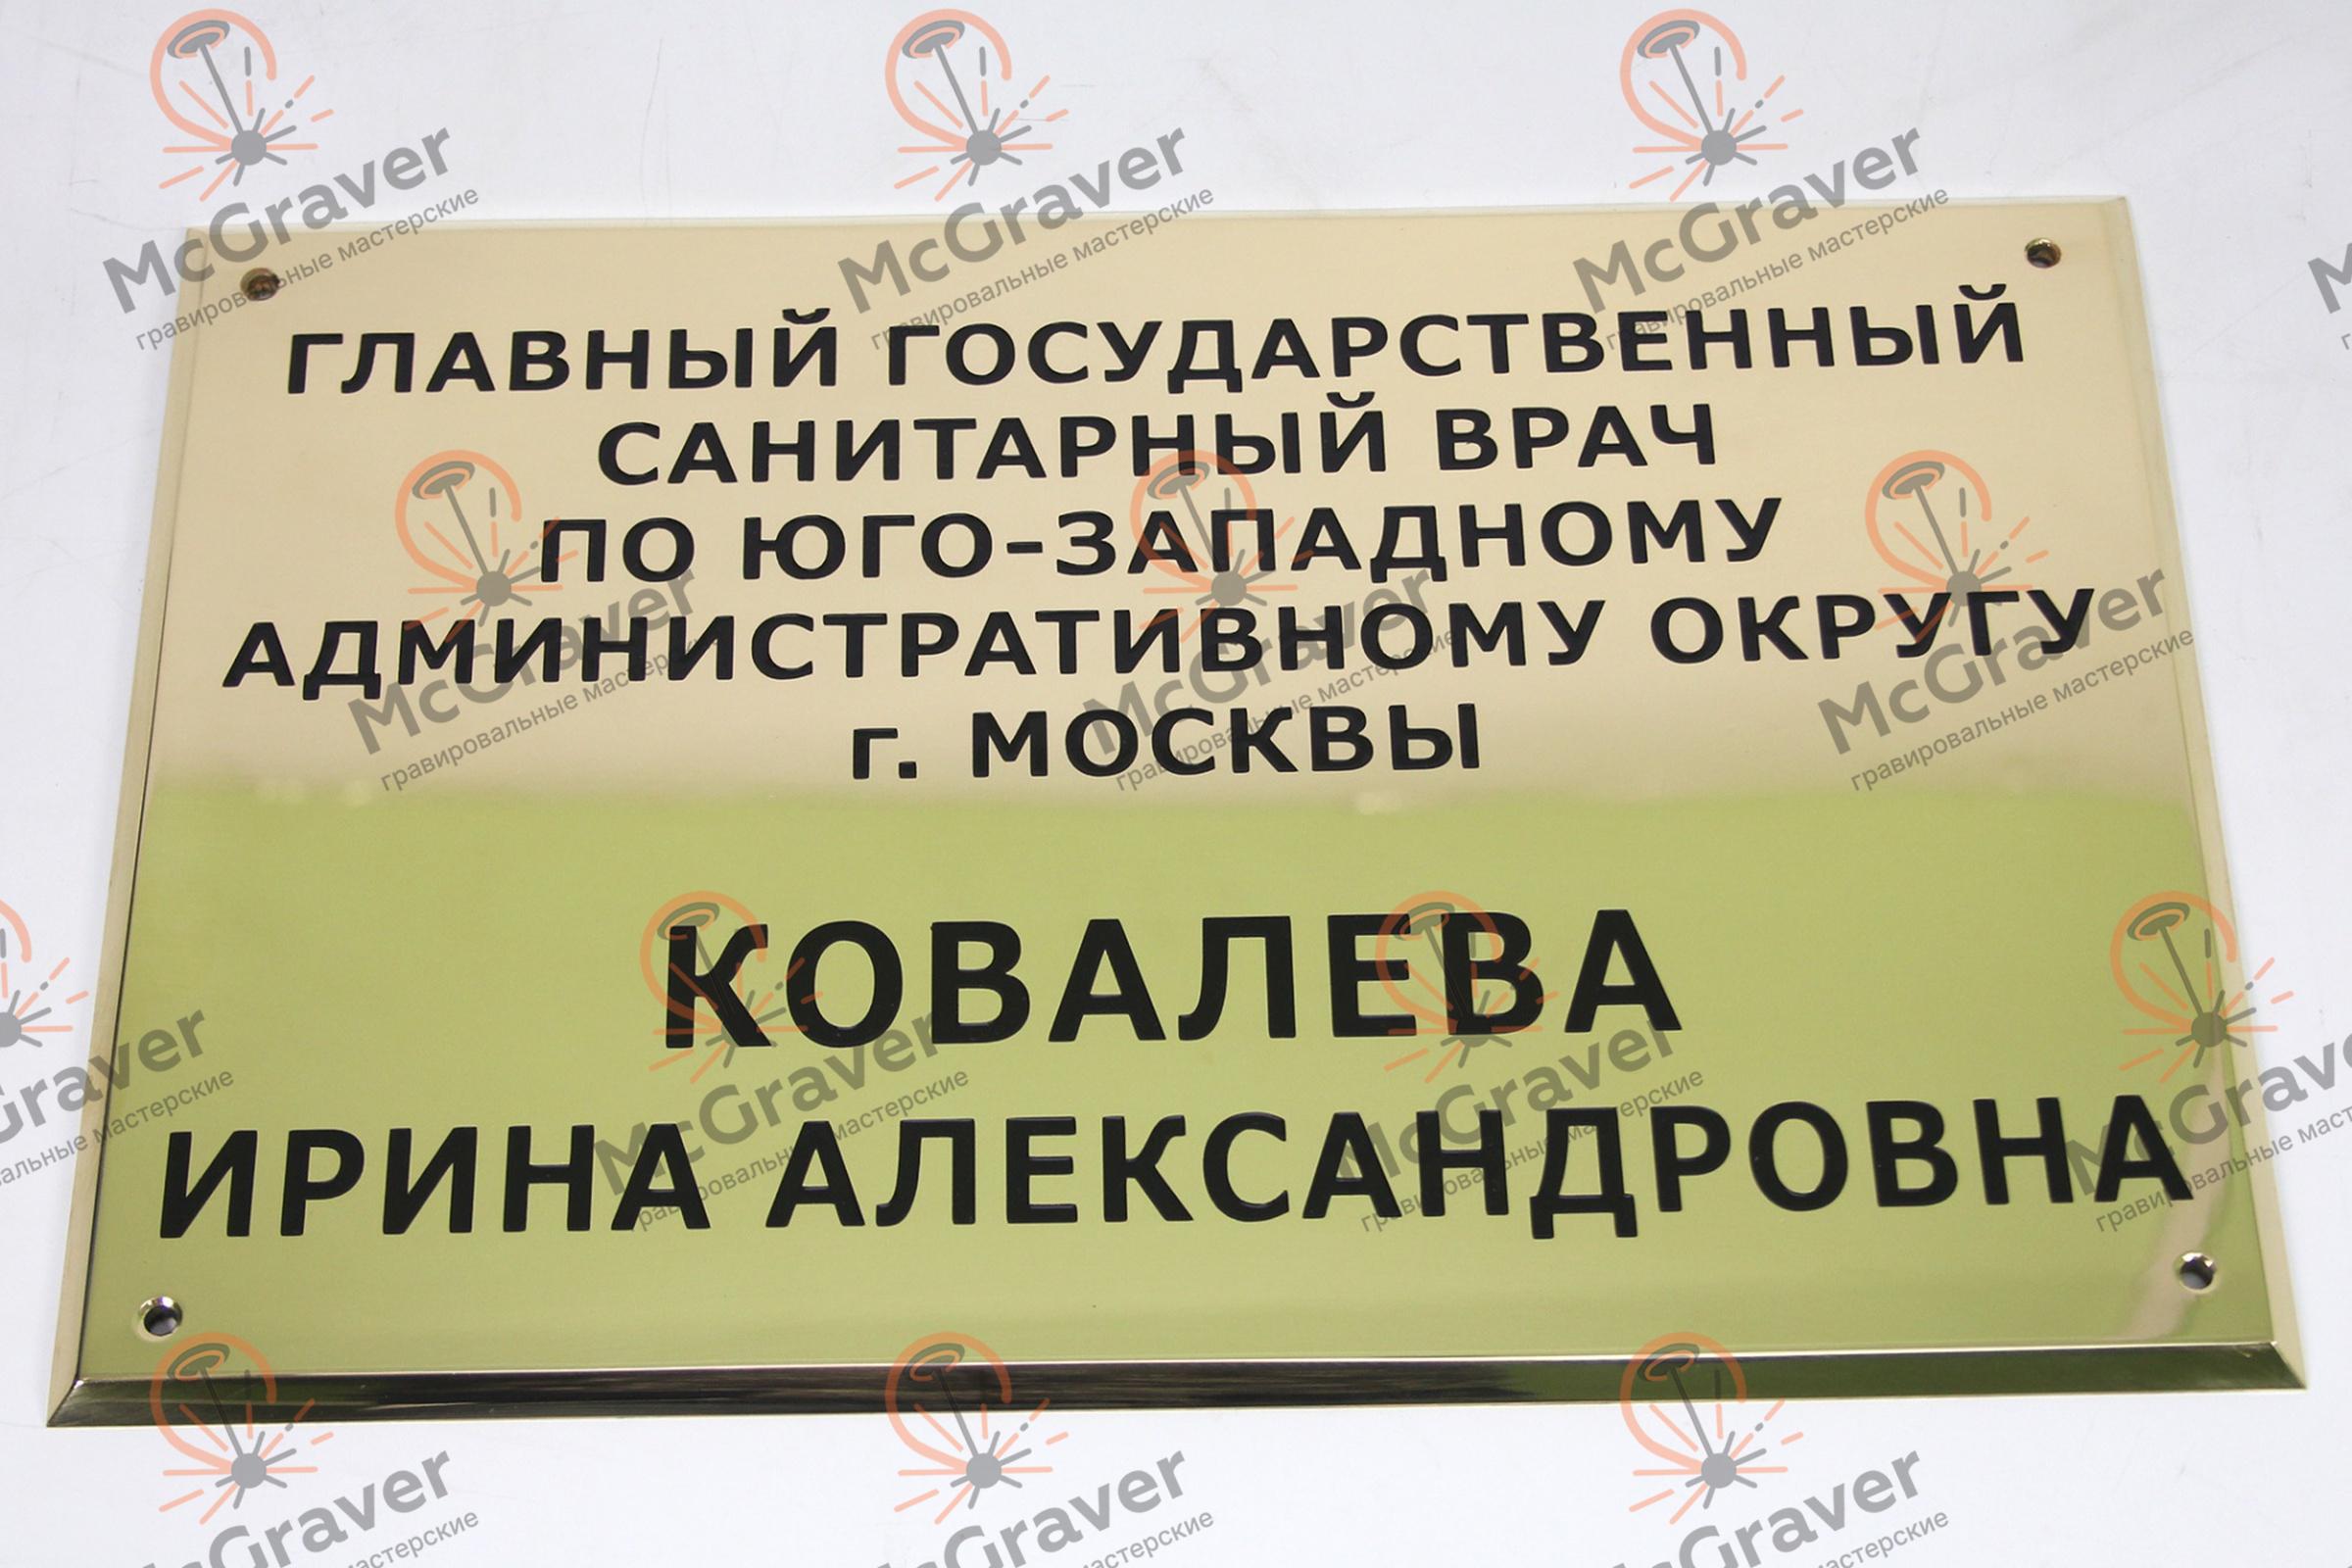 ГЛАВНЫЙ ГОСУДАРСТВЕННЫЙ
САНИТАРНЫЙ ВРАЧ
ПО ЮГО-ЗАПАДНОМУ
АДМИНИСТРАТИВНОМУ ОКРУГУ
г. МОСКВЫ
КОВАЛЕВА
ИРИНА АЛЕКСАНДРОВНА
McGraver
гравировальные мастерские